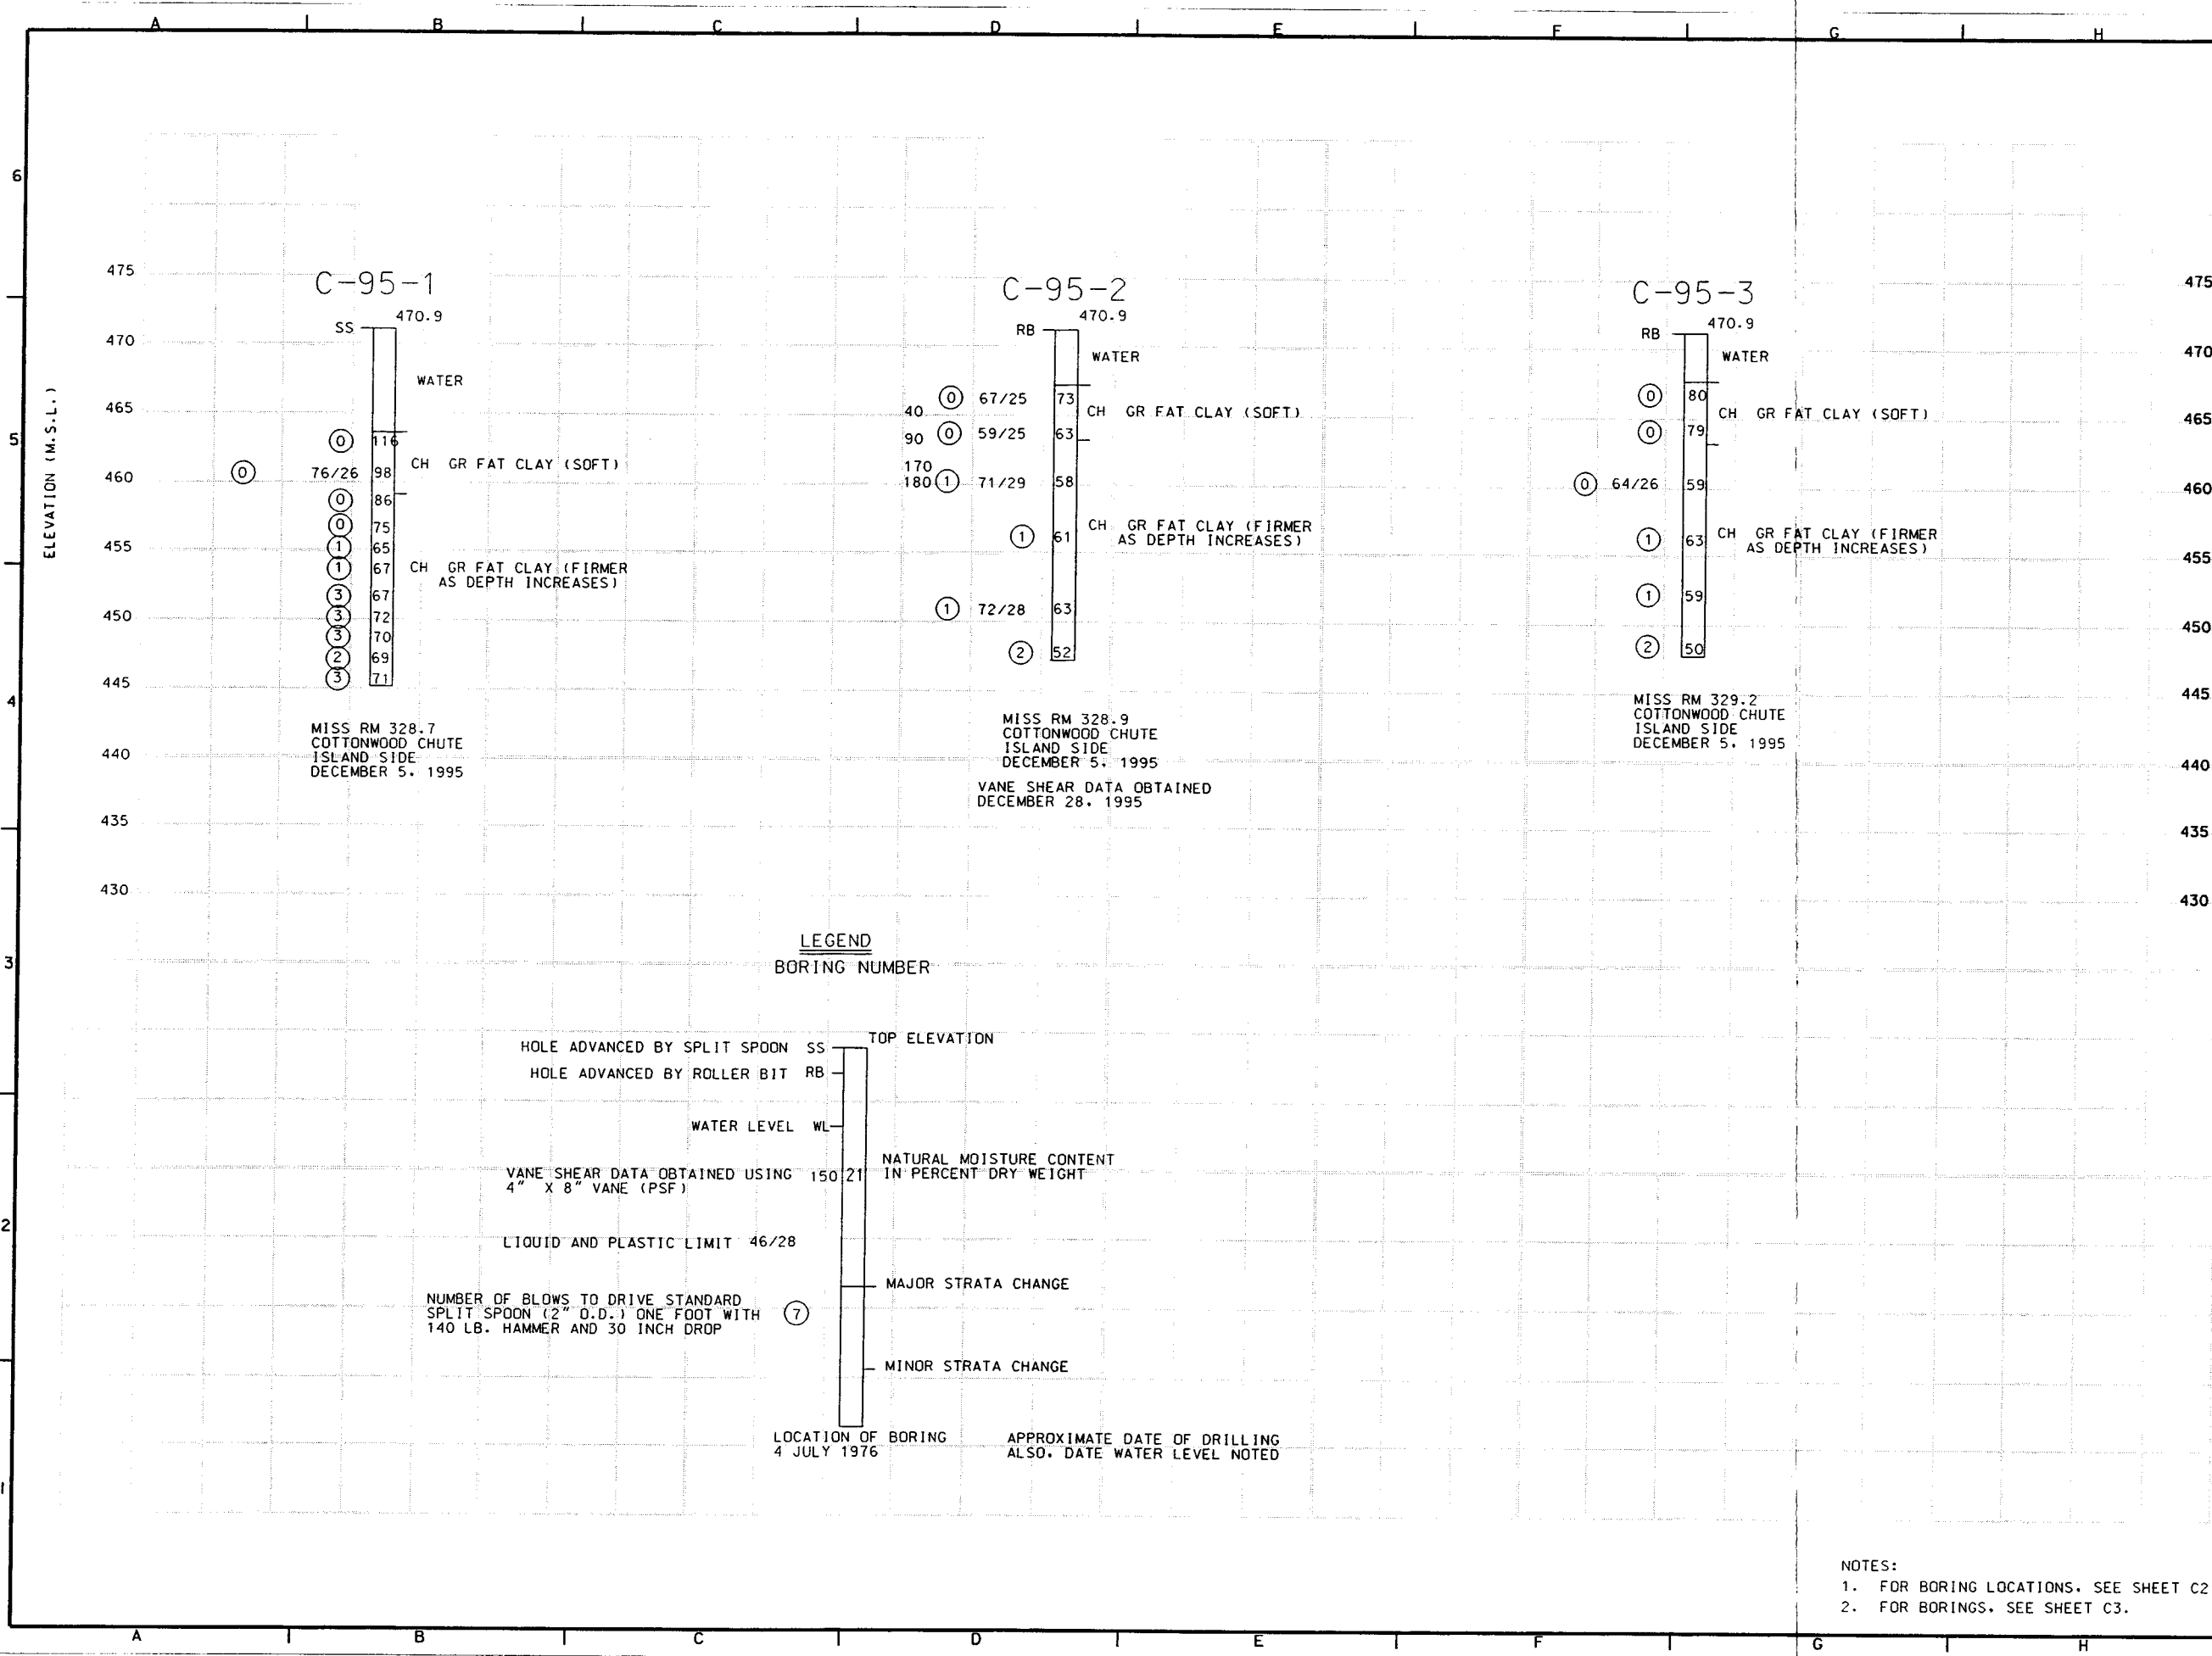 A B C D E F G H
6
5
4
3
2
1
ELEVATION (M.S.L.)
475
470
465
460
455
450
445
440
435
430
C-95-1
470.9
SS
WATER
0 116
0 76/26 98
CH GR FAT CLAY (SOFT)
0 86
0 75
1 65
1 67
CH GR FAT CLAY (FIRMER
AS DEPTH INCREASES)
3 67
3 72
3 70
2 69
3 71
MISS RM 328.7
COTTONWOOD CHUTE
ISLAND SIDE
DECEMBER 5. 1995
C-95-2
470.9
RB
WATER
0 67/25 73
40
CH GR FAT CLAY (SOFT)
90 0 59/25 63
170
180 1 71/29 58
1 61
CH GR FAT CLAY (FIRMER
AS DEPTH INCREASES)
1 72/28 63
2 52
MISS RM 328.9
COTTONWOOD CHUTE
ISLAND SIDE
DECEMBER 5. 1995
VANE SHEAR DATA OBTAINED
DECEMBER 28. 1995
C-95-3
470.9
RB
WATER
0 80
CH GR FAT CLAY (SOFT)
0 79
0 64/26 59
1 63
CH GR FAT CLAY (FIRMER
AS DEPTH INCREASES)
1 59
2 50
MISS RM 329.2
COTTONWOOD CHUTE
ISLAND SIDE
DECEMBER 5. 1995
475
470
465
460
455
450
445
440
435
430
LEGEND
BORING NUMBER
TOP ELEVATION
HOLE ADVANCED BY SPLIT SPOON SS
HOLE ADVANCED BY ROLLER BIT RB
WATER LEVEL WL
VANE SHEAR DATA OBTAINED USING 150 21
4" X 8" VANE (PSF)
NATURAL MOISTURE CONTENT
IN PERCENT DRY WEIGHT
LIQUID AND PLASTIC LIMIT 46/28
MAJOR STRATA CHANGE
NUMBER OF BLOWS TO DRIVE STANDARD
SPLIT SPOON (2" O.D.) ONE FOOT WITH 7
140 LB. HAMMER AND 30 INCH DROP
MINOR STRATA CHANGE
LOCATION OF BORING
4 JULY 1976
APPROXIMATE DATE OF DRILLING
ALSO. DATE WATER LEVEL NOTED
NOTES:
1. FOR BORING LOCATIONS. SEE SHEET C2
2. FOR BORINGS. SEE SHEET C3.
A B C D E F G H